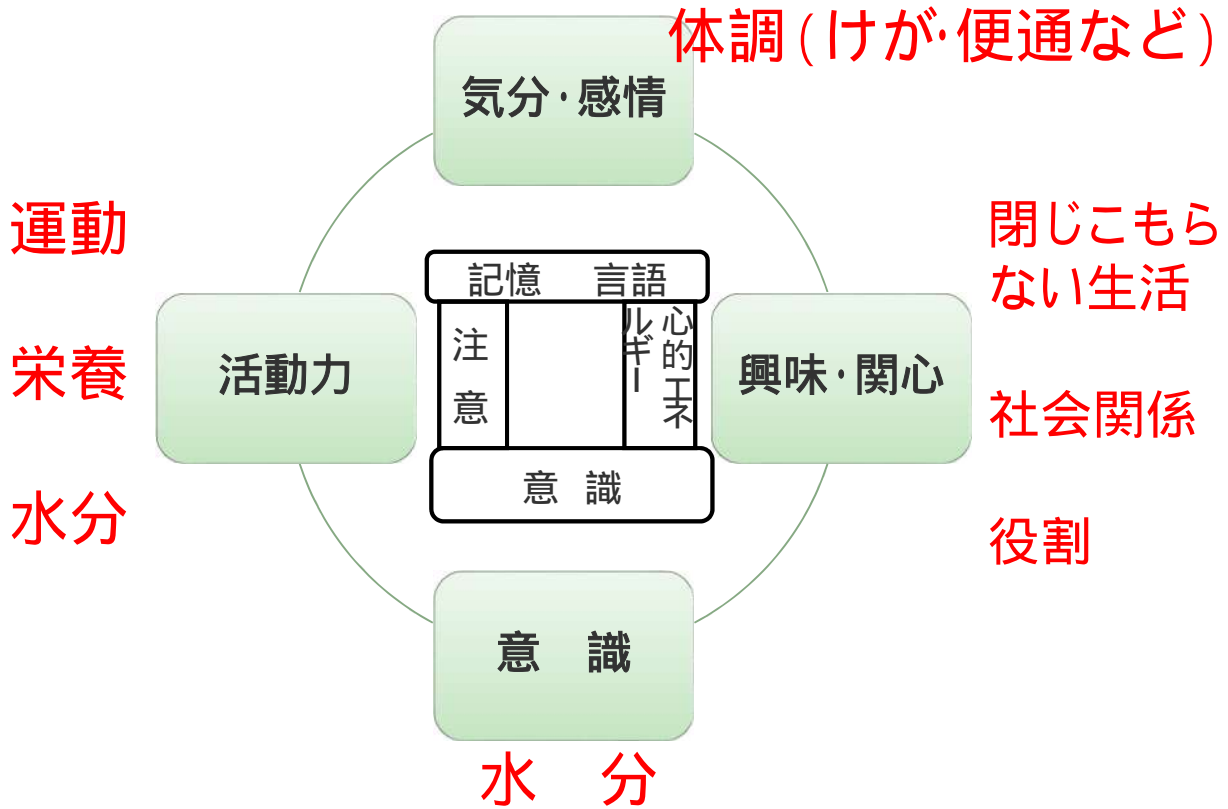 体調(けが・便通など)
気分・感情
運動
栄養
水分
活動力
記憶 言語
注意
心的エネルギー
意 識
興味・関心
閉じこもら
ない生活
社会関係
役割
意 識
水 分